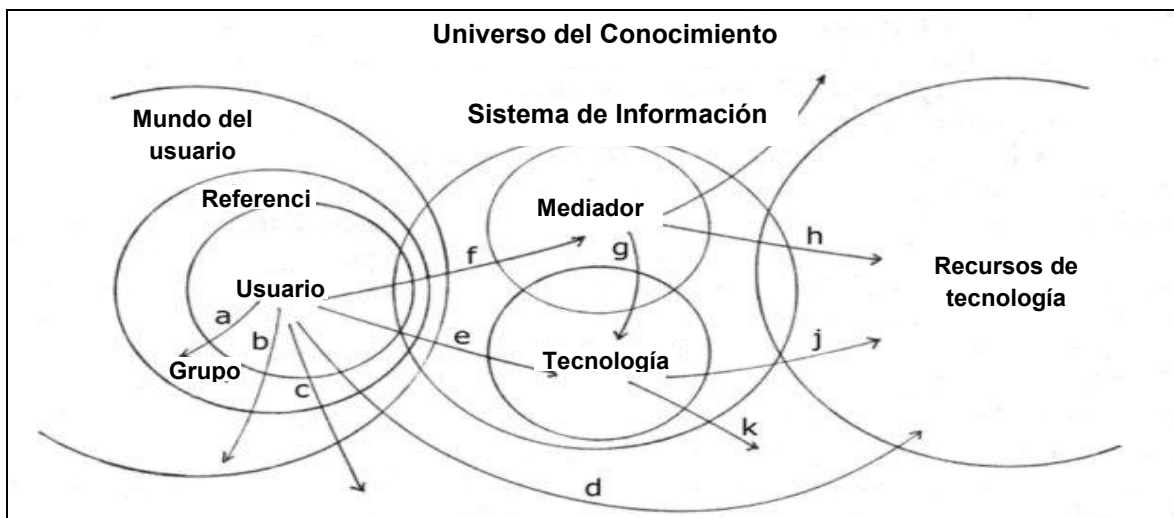 Universo del Conocimiento
Mundo del
usuario
Sistema de Información
Referenci
Mediador
f
g
h
Recursos de
tecnología
Usuario
a
b
e
j
Tecnología
Grupo
c
k
d